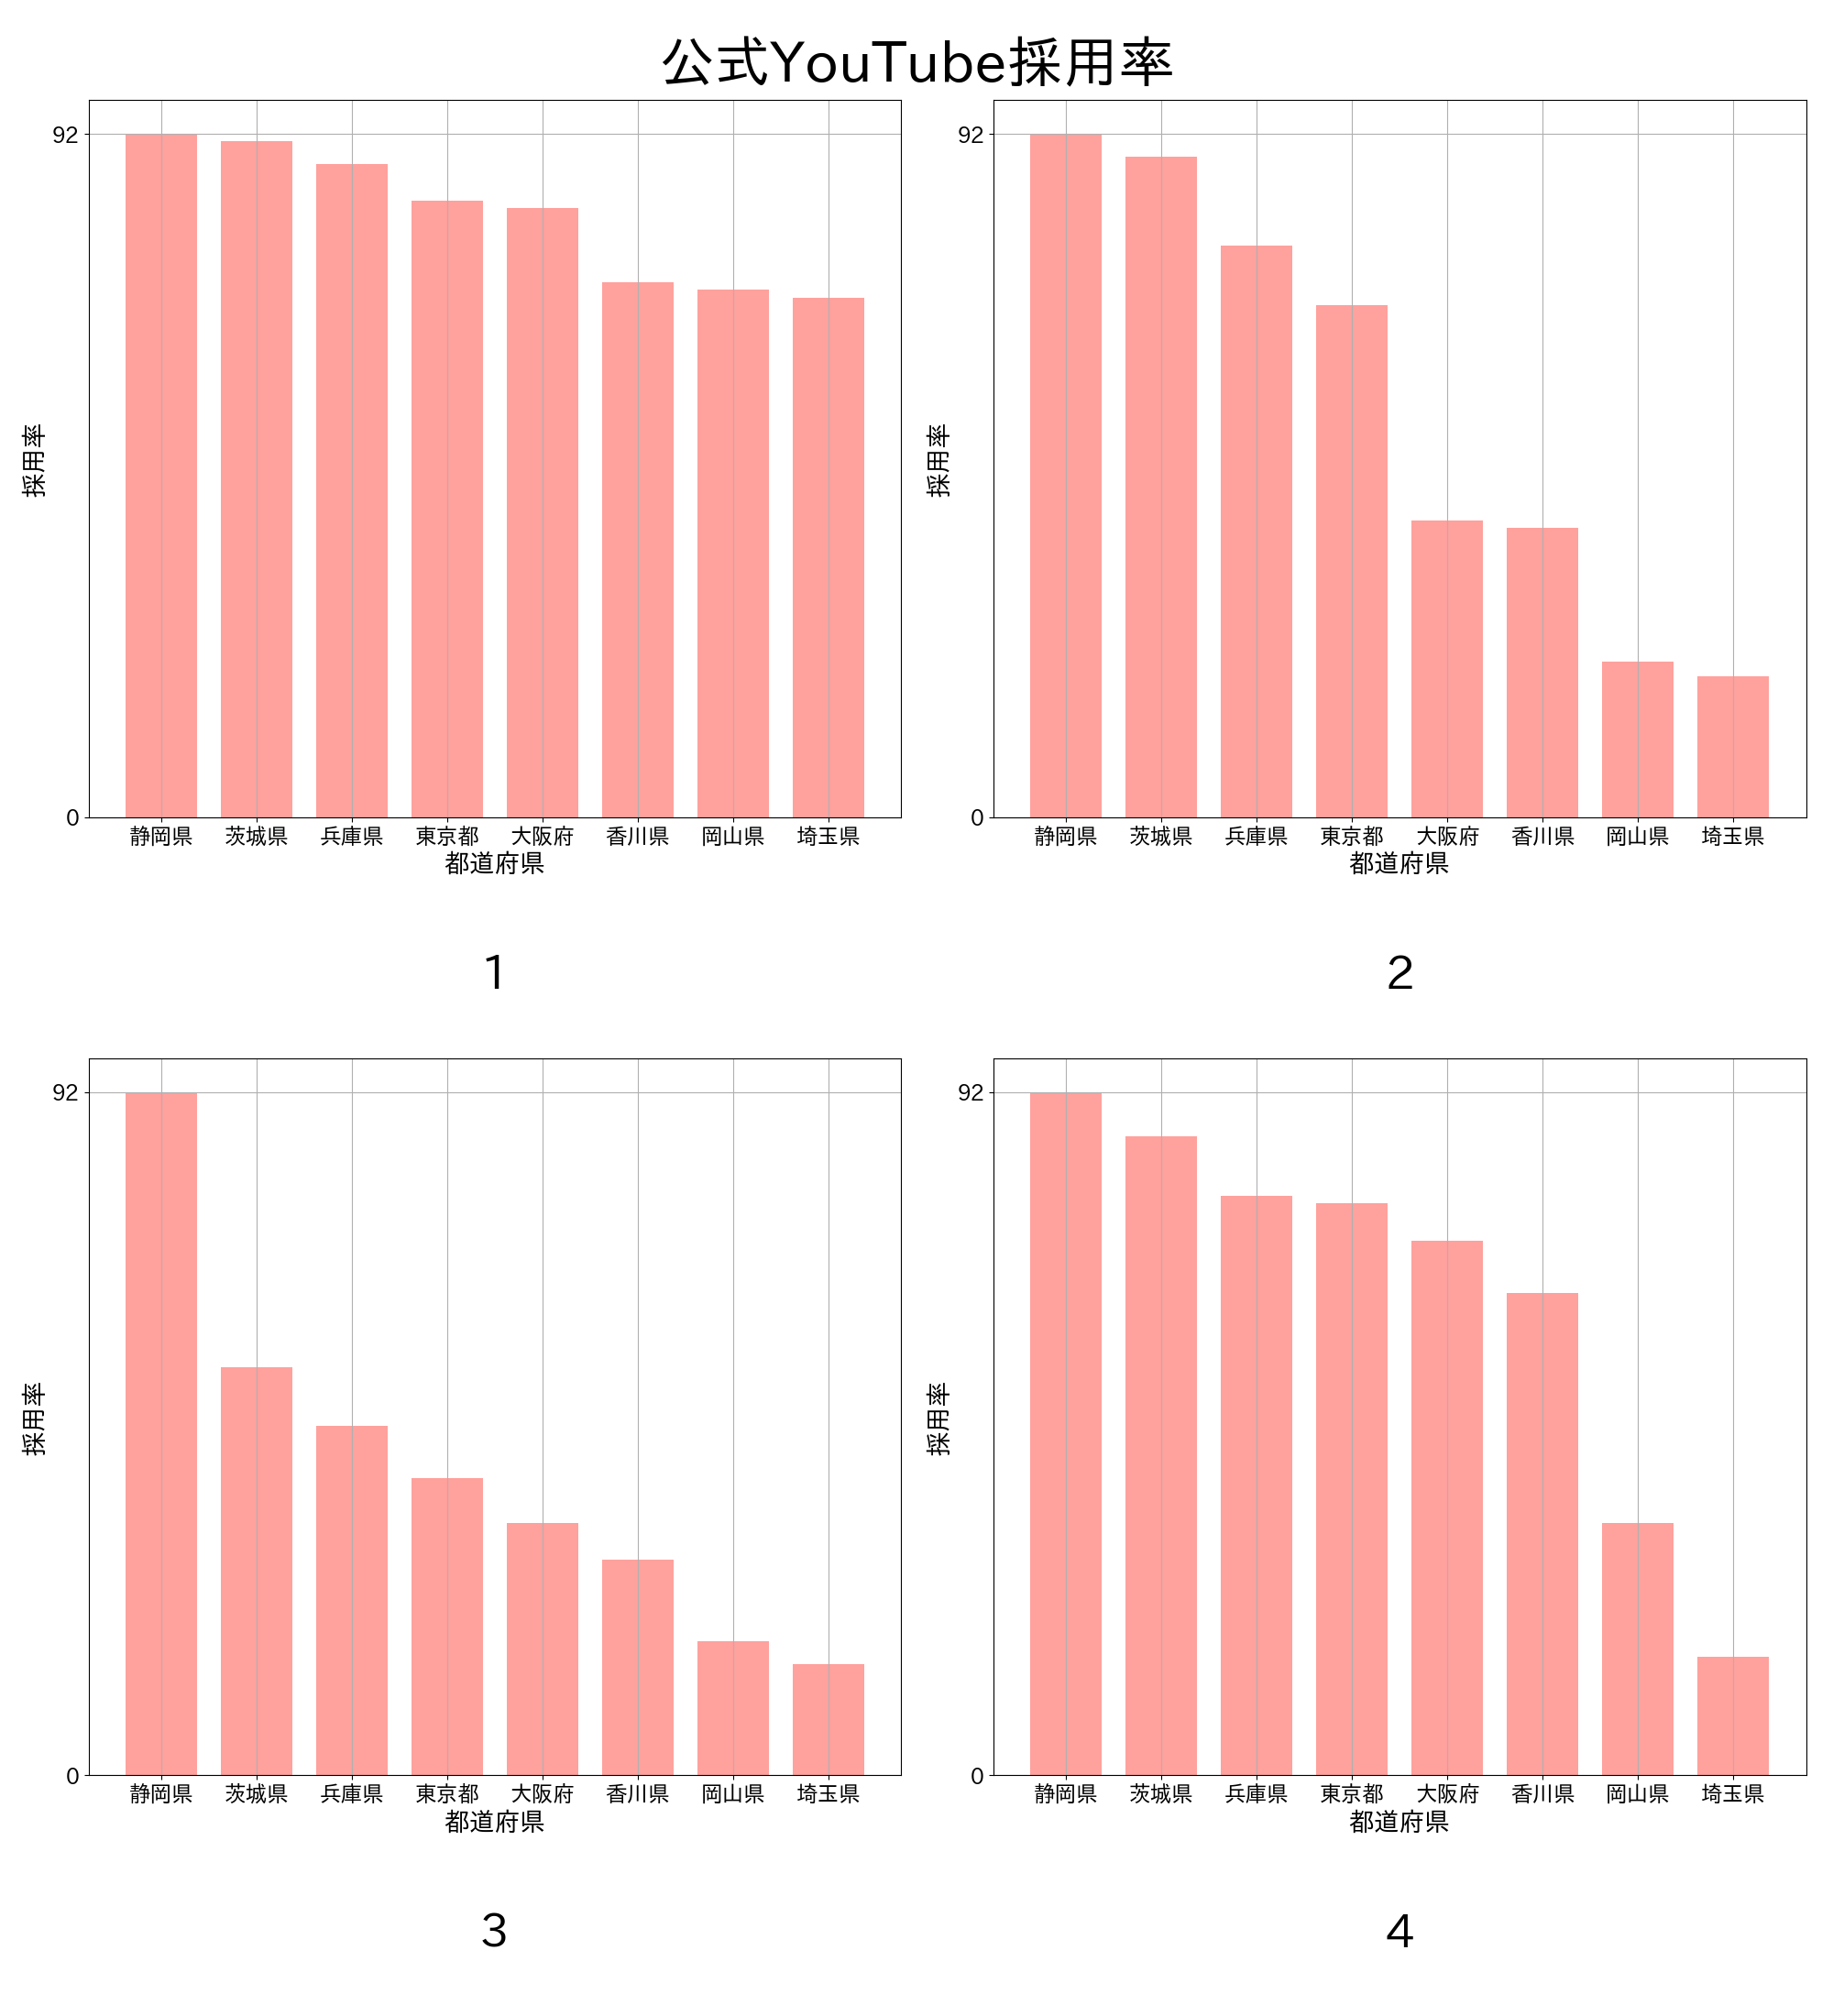 公式YouTube採用率
92
0
採用率
静岡県 茨城県 兵庫県 東京都 大阪府 香川県 岡山県 埼玉県
都道府県
1
92
0
採用率
静岡県 茨城県 兵庫県 東京都 大阪府 香川県 岡山県 埼玉県
都道府県
2
92
0
採用率
静岡県 茨城県 兵庫県 東京都 大阪府 香川県 岡山県 埼玉県
都道府県
3
92
0
採用率
静岡県 茨城県 兵庫県 東京都 大阪府 香川県 岡山県 埼玉県
都道府県
4